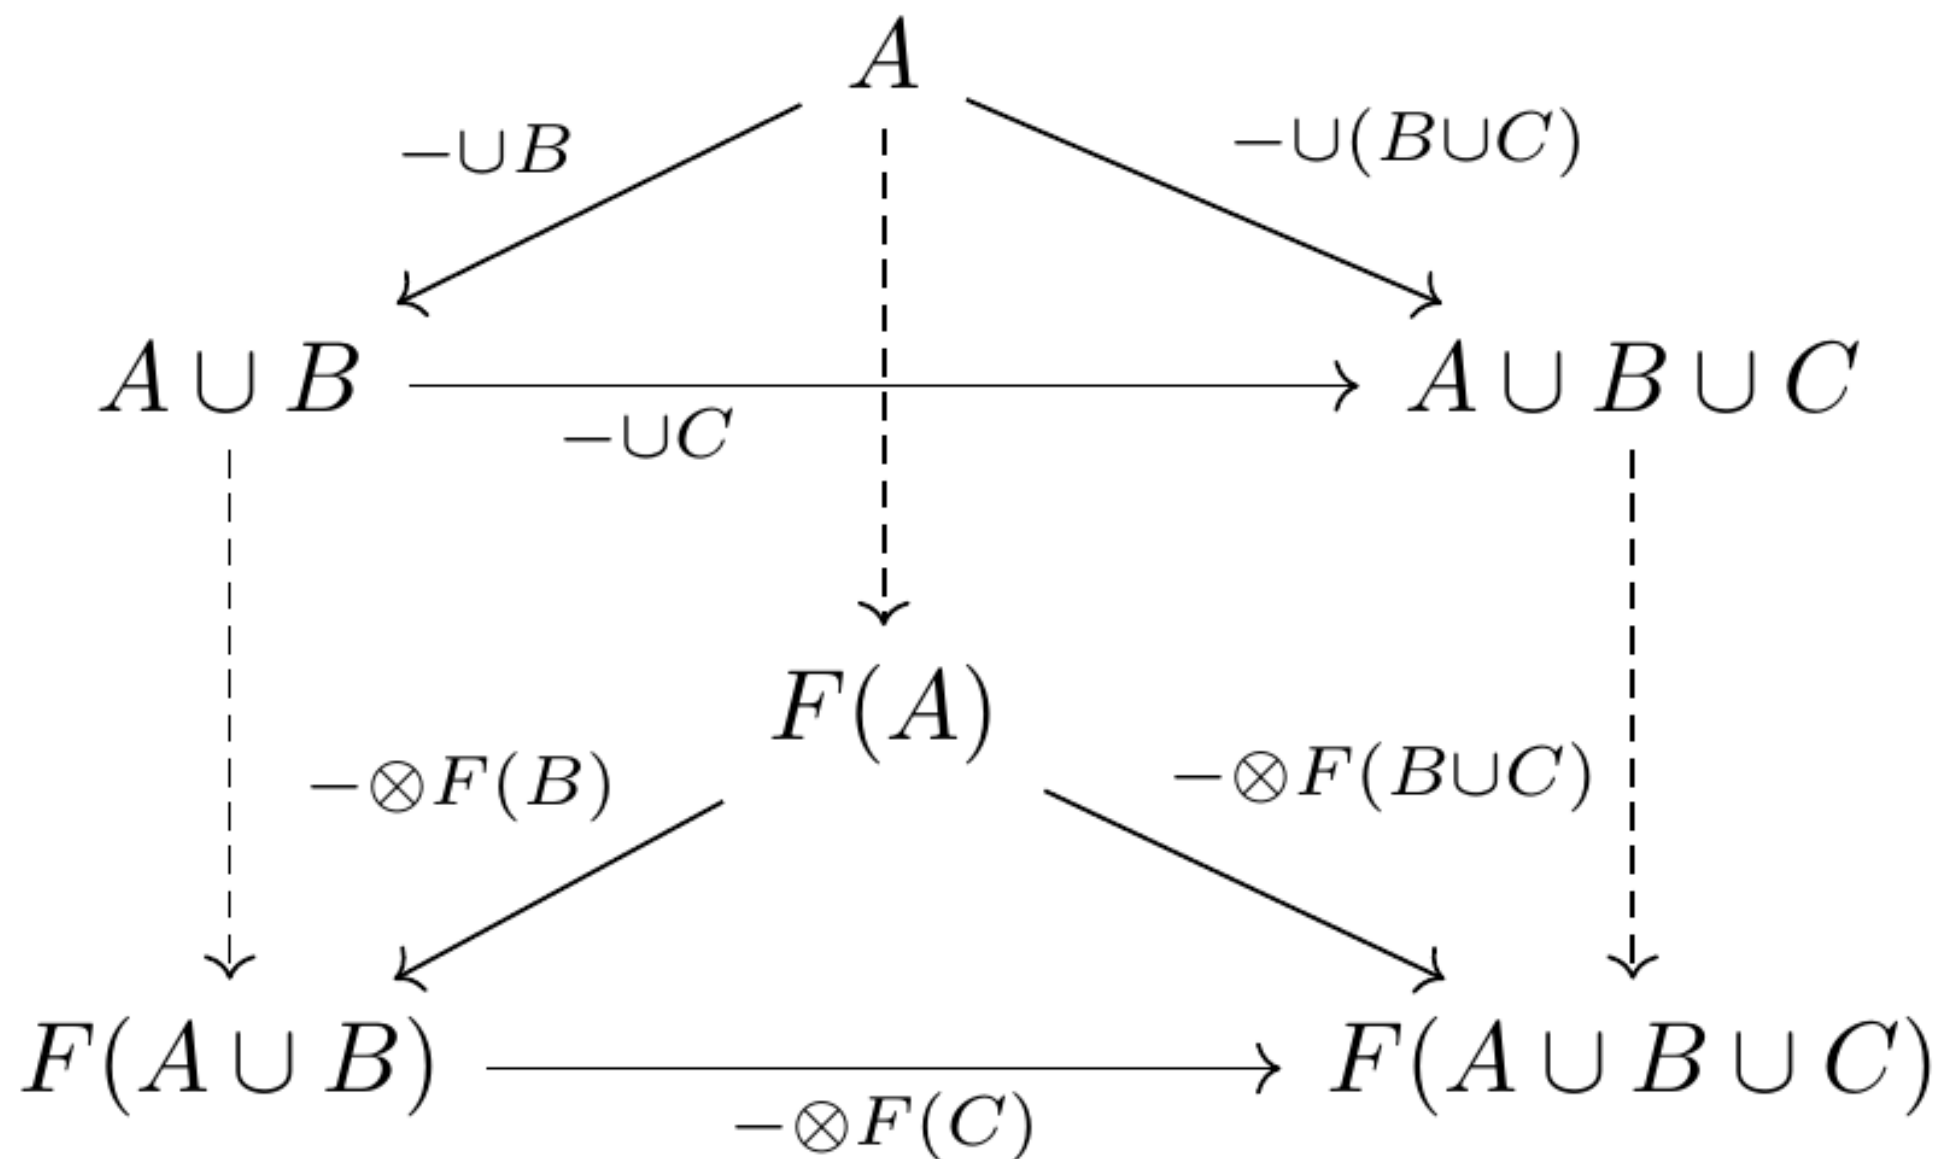 A
−∪B
−∪(B∪C)
A ∪ B
A ∪ B ∪ C
−∪C
F(A)
−⊗F(B)
−⊗F(B∪C)
F(A ∪ B)
F(A ∪ B ∪ C)
−⊗F(C)